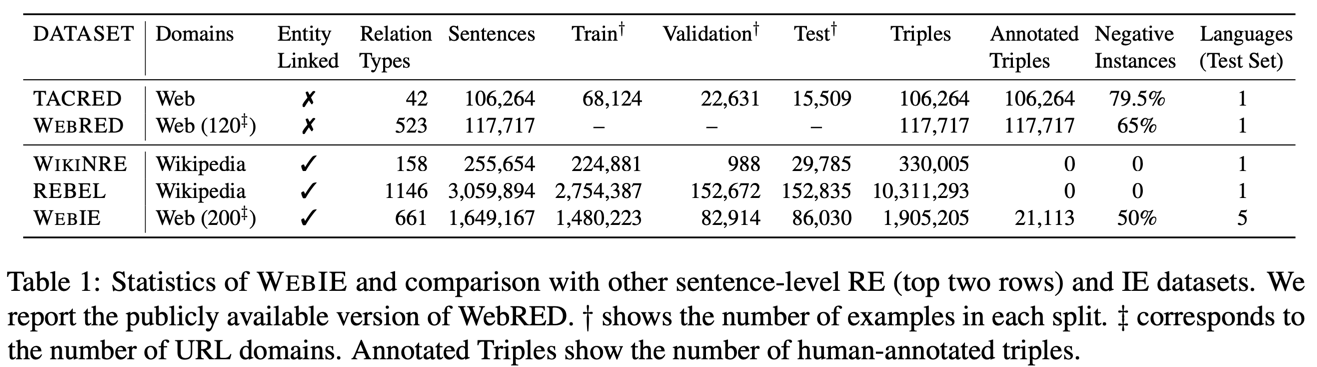 DATASET Domains Entity Linked Relation Types Sentences Train† Validation† Test† Triples Annotated Triples Negative Instances Languages (Test Set)
TACRED Web ✗ 42 106,264 68,124 22,631 15,509 106,264 106,264 79.5% 1
WEBRED Web (120‡) ✗ 523 117,717 – – – 117,717 117,717 65% 1
WIKINRE Wikipedia ✓ 158 255,654 224,881 988 29,785 330,005 0 0 1
REBEL Wikipedia ✓ 1146 3,059,894 2,754,387 152,672 152,835 10,311,293 0 0 1
WEBIE Web (200‡) ✓ 661 1,649,167 1,480,223 82,914 86,030 1,905,205 21,113 50% 5
Table 1: Statistics of WEBIE and comparison with other sentence-level RE (top two rows) and IE datasets. We
report the publicly available version of WebRED. † shows the number of examples in each split. ‡ corresponds to
the number of URL domains. Annotated Triples show the number of human-annotated triples.